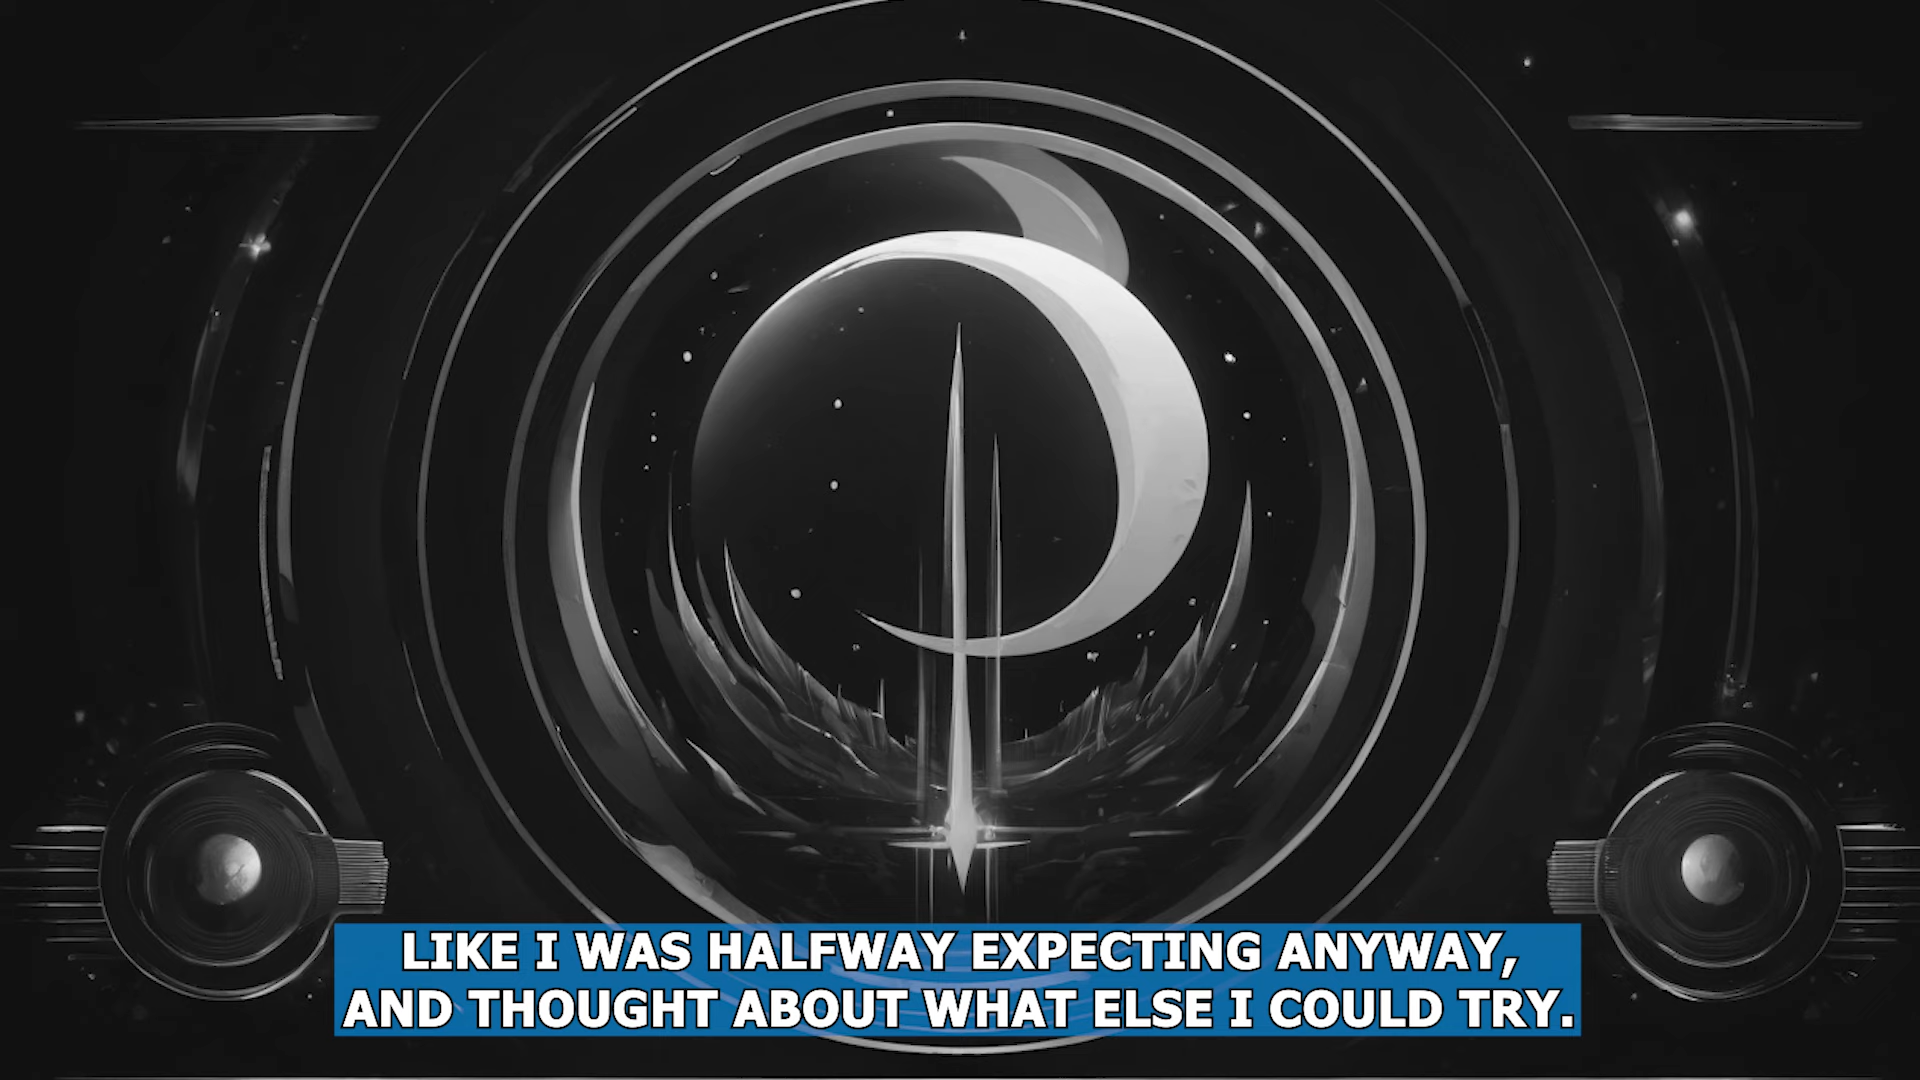 LIKE I WAS HALFWAY EXPECTING ANYWAY,
AND THOUGHT ABOUT WHAT ELSE I COULD TRY.